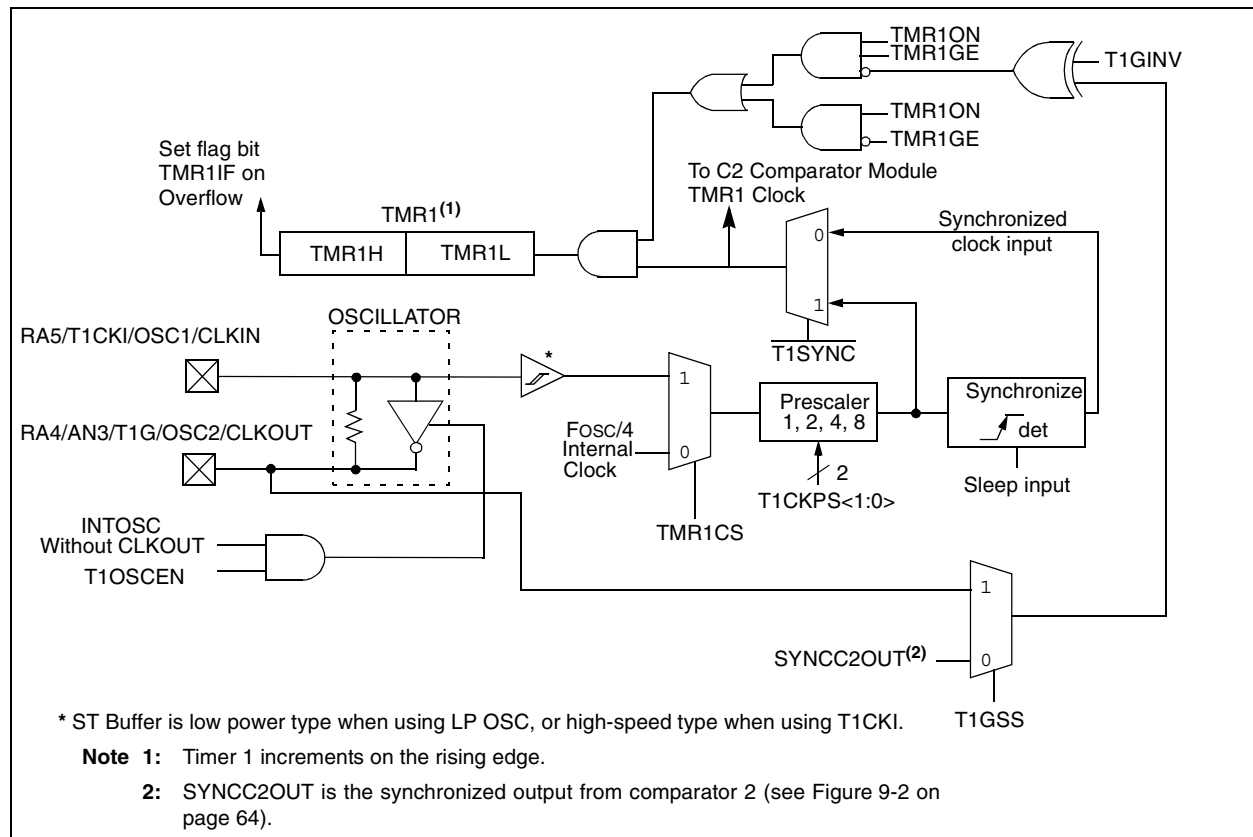 TMR1ON
TMR1GE
T1GINV
TMR1ON
TMR1GE
Set flag bit
TMR1IF on
Overflow
To C2 Comparator Module
TMR1 Clock
TMR1(1)
TMR1H
TMR1L
0
1
Synchronized
clock input
T1SYNC
OSCILLATOR
RA5/T1CKI/OSC1/CLKIN
*
1
0
FOSC/4
Internal
Clock
Prescaler
1, 2, 4, 8
Synchronize
det
RA4/AN3/T1G/OSC2/CLKOUT
2
T1CKPS<1:0>
Sleep input
TMR1CS
INTOSC
Without CLKOUT
T1OSCEN
1
0
SYNCC2OUT(2)
T1GSS
* ST Buffer is low power type when using LP OSC, or high-speed type when using T1CKI.
Note 1: Timer 1 increments on the rising edge.
2: SYNCC2OUT is the synchronized output from comparator 2 (see Figure 9-2 on
page 64).